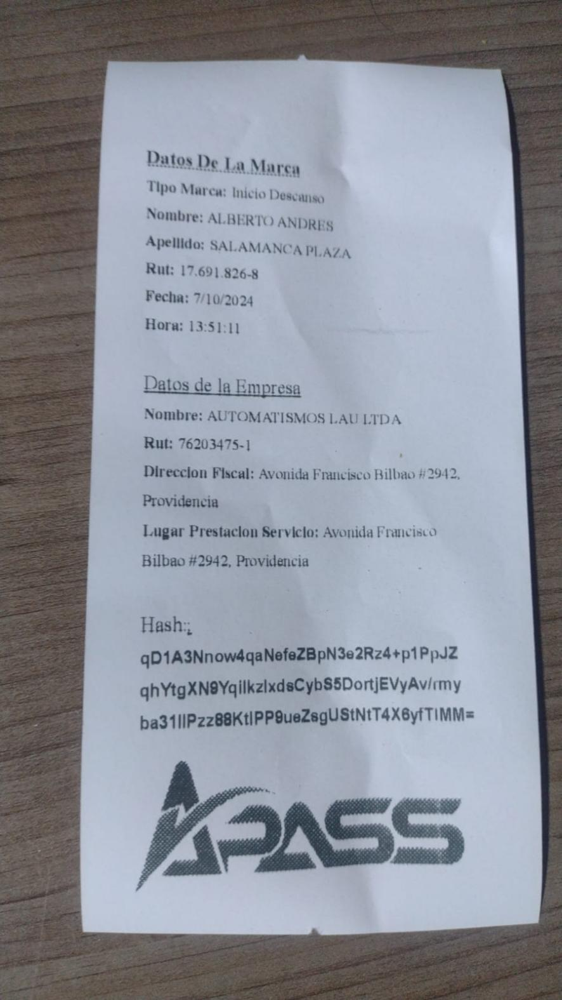 Datos De La Marca
Tipo Marca: Inicio Descanso
Nombre: ALBERTO ANDRES
Apellido: SALAMANCA PLAZA
Rut: 17.691.826-8
Fecha: 7/10/2024
Hora: 13:51:11
Datos de la Empresa
Nombre: AUTOMATISMOS LAU LTDA
Rut: 76203475-1
Direccion Fiscal: Avonida Francisco Bilbao #2942,
Providencia
Lugar Prestacion Servicio: Avonida Francisco
Bilbao #2942, Providencia
Hash:;
qD1A3Nnow4qaNefeZBpN3e2Rz4+p1PpJZ
qhYtgXN9YqilkzlxdsCybS5DortjEVyAv/rmy
ba31IIPzz88KtIPP9ueZsgUStNtT4X6yfTIMM=
APASS